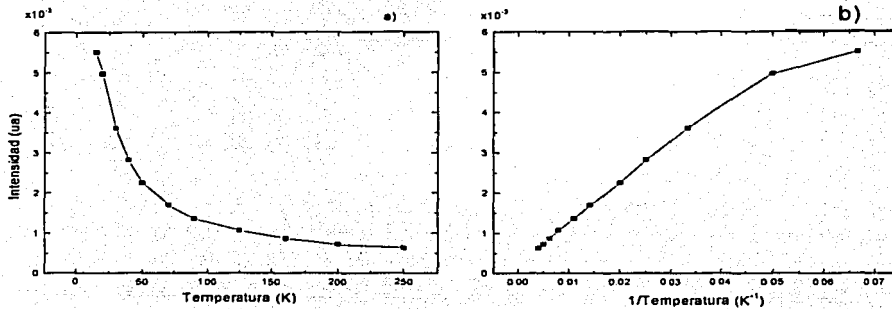 ×10⁻³
a)
6
5
4
3
2
1
0
Intensidad (ua)
0 50 100 150 200 250
Temperatura (K)
×10⁻³
b)
6
5
4
3
2
1
0
0.00 0.01 0.02 0.03 0.04 0.05 0.06 0.07
1/Temperatura (K⁻¹)